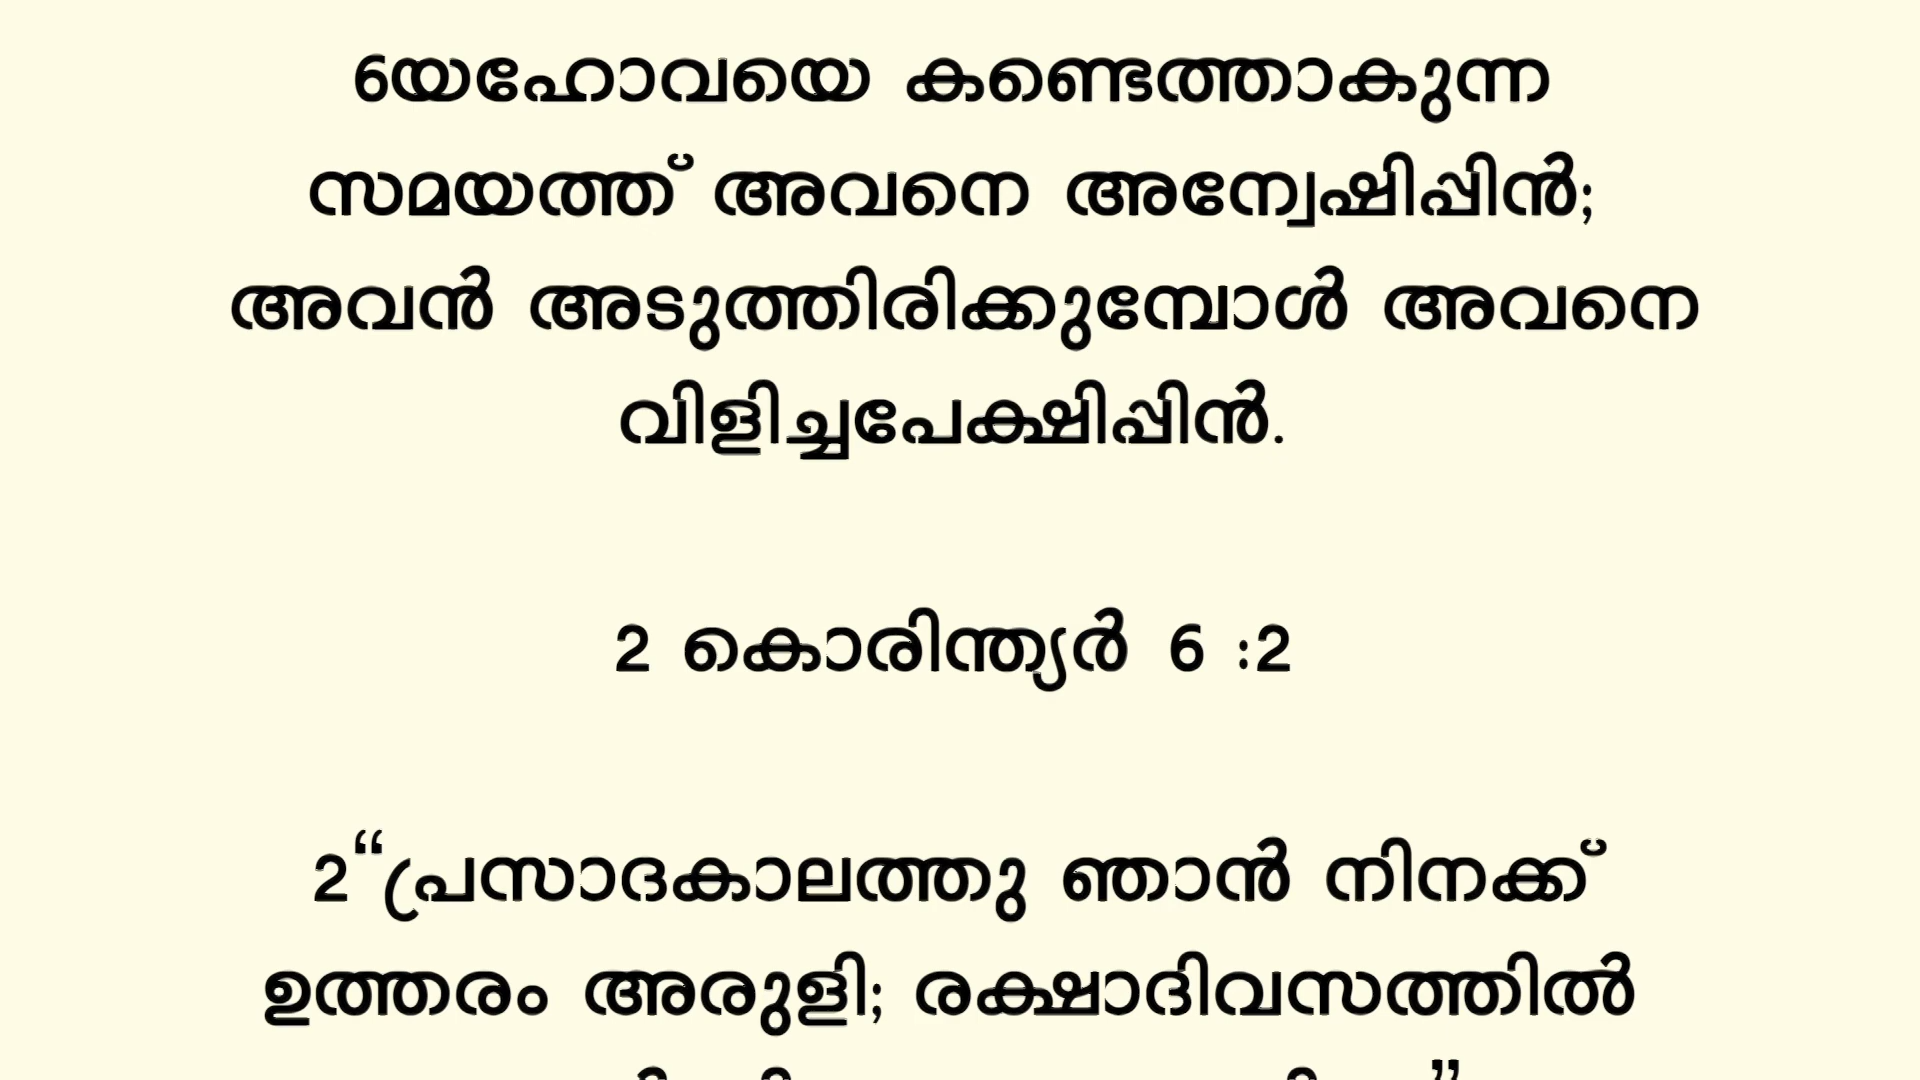 6യഹോവയെ കണ്ടെത്താകുന്ന
സമയത്ത് അവനെ അന്വേഷിപ്പിൻ;
അവൻ അടുത്തിരിക്കുമ്പോൾ അവനെ
വിളിച്ചപേക്ഷിപ്പിൻ.
2 കൊരിന്ത്യർ 6 :2
2“പ്രസാദകാലത്തു ഞാൻ നിനക്ക്
ഉത്തരം അരുളി; രക്ഷാദിവസത്തിൽ